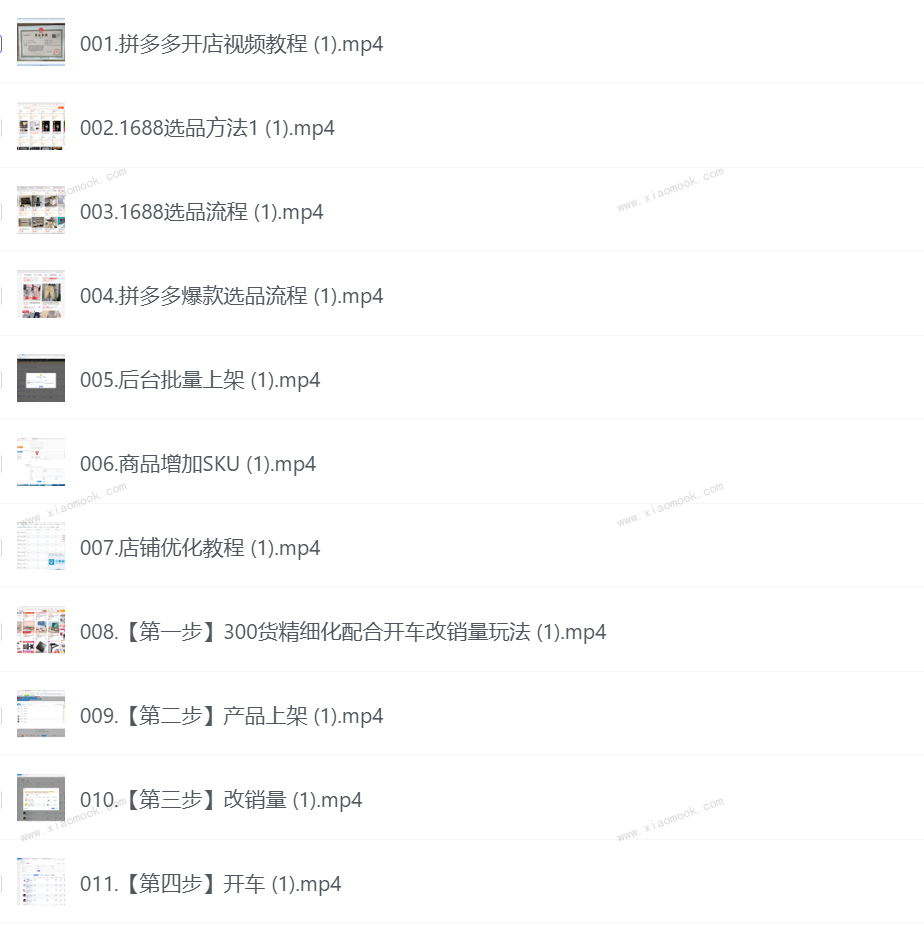 001.拼多多开店视频教程 (1).mp4
002.1688选品方法1 (1).mp4
www.xiaomook.com
003.1688选品流程 (1).mp4
004.拼多多爆款选品流程 (1).mp4
005.后台批量上架 (1).mp4
006.商品增加SKU (1).mp4
www.xiaomook.com
www.xiaomook.com
007.店铺优化教程 (1).mp4
008.【第一步】300货精细化配合开车改销量玩法 (1).mp4
009.【第二步】产品上架 (1).mp4
010.【第三步】改销量 (1).mp4
www.xiaomook.com
www.xiaomook.com
011.【第四步】开车 (1).mp4